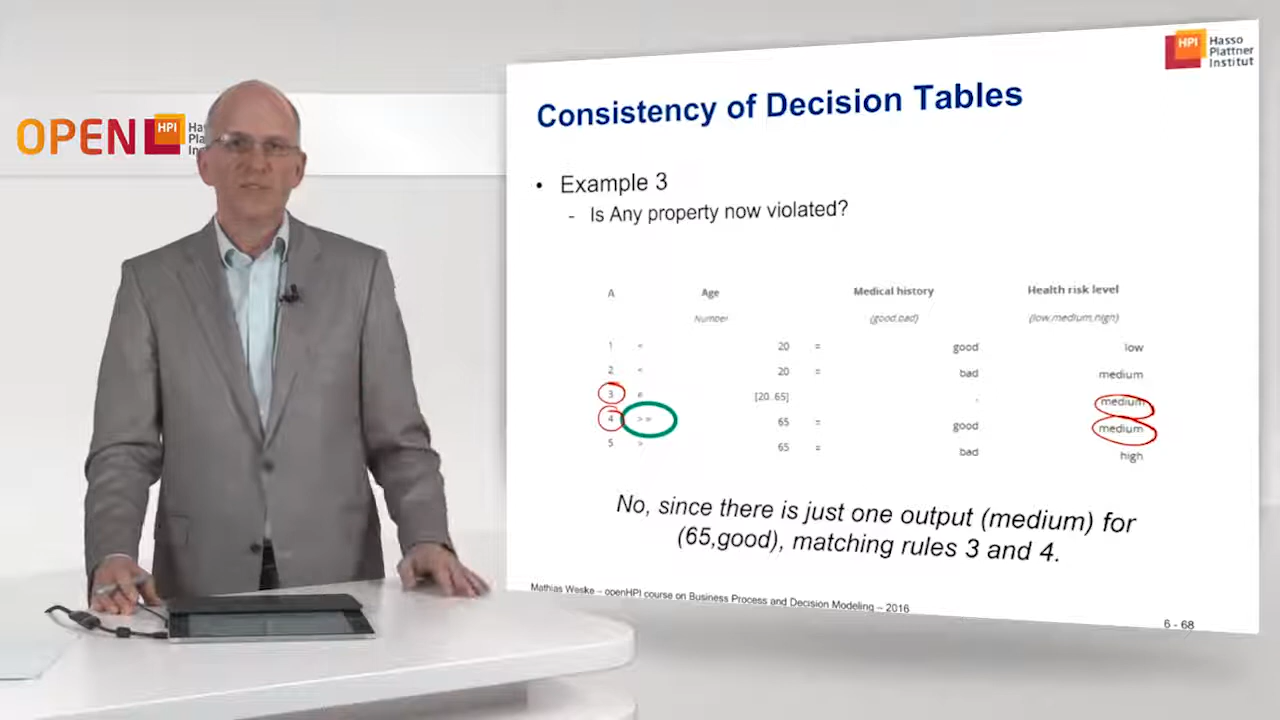 OPEN HPI
HPI Hasso
Plattner
Institut
Consistency of Decision Tables
• Example 3
- Is Any property now violated?
A Age Medical history Health risk level
Number (good,bad) (low,medium,high)
1 < 20 = good low
2 < 20 = bad medium
3 [20..65] - medium
4 >= 65 = good medium
5 > 65 = bad high
No, since there is just one output (medium) for
(65,good), matching rules 3 and 4.
Mathias Weske – openHPI course on Business Process and Decision Modeling – 2016
6 - 68